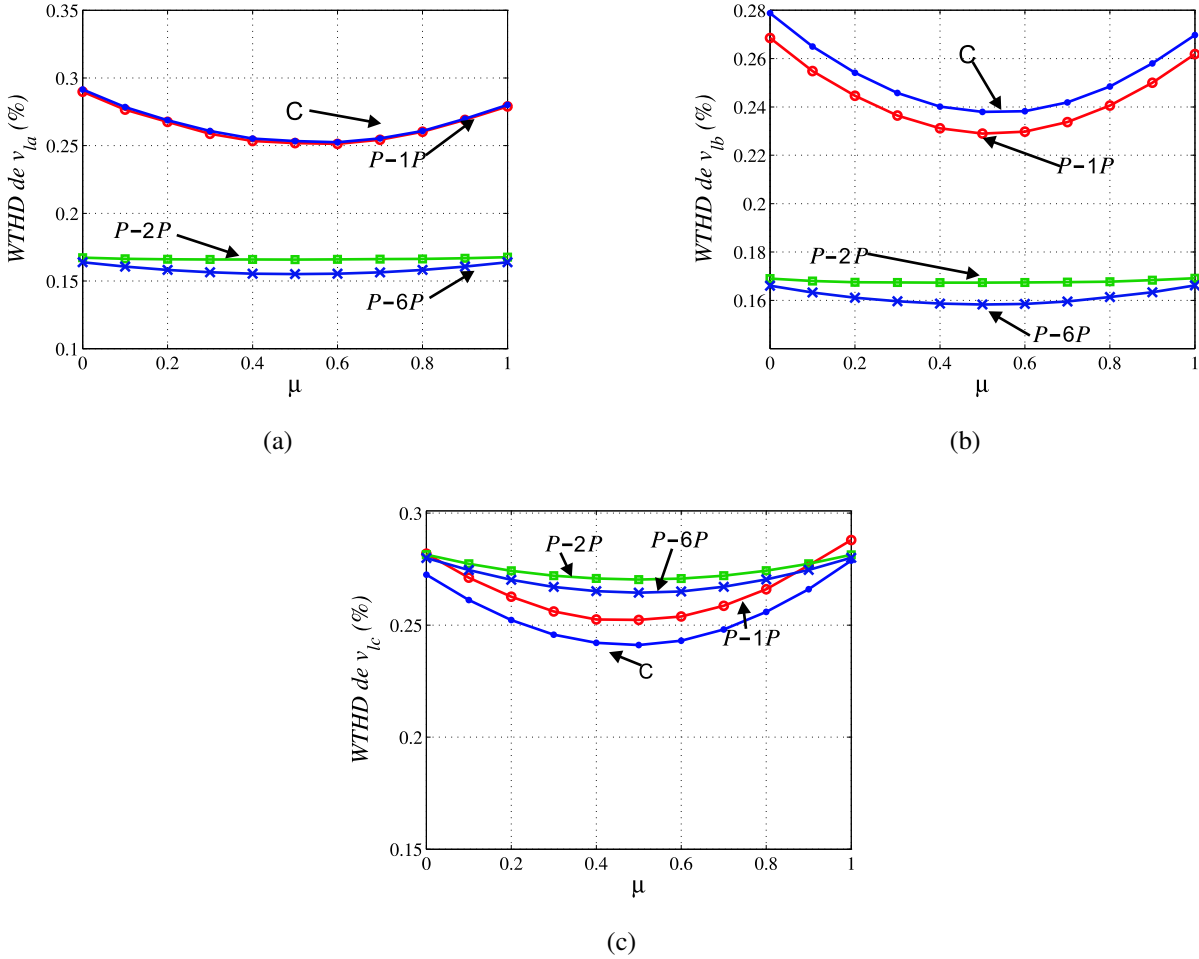 0.35
0.3
0.25
0.2
0.15
0.1
WTHD de v_la (%)
C
P−1P
P−2P
P−6P
0 0.2 0.4 0.6 0.8 1
μ
(a)
0.28
0.26
0.24
0.22
0.2
0.18
0.16
WTHD de v_lb (%)
C
P−1P
P−2P
P−6P
0 0.2 0.4 0.6 0.8 1
μ
(b)
0.3
0.25
0.2
0.15
WTHD de v_lc (%)
P−2P
P−6P
P−1P
C
0 0.2 0.4 0.6 0.8 1
μ
(c)